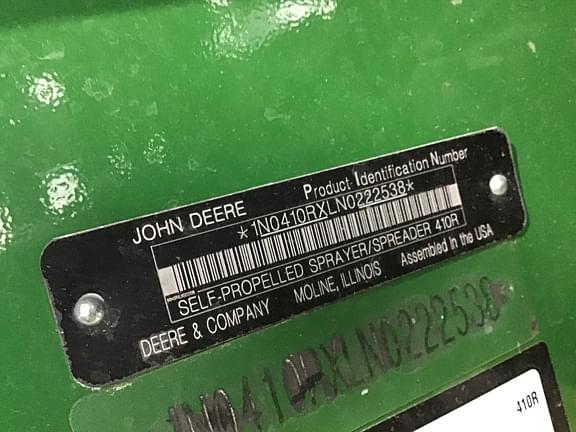 JOHN DEERE
Product Identification Number
*1N0410RXLN0222538*
SELF-PROPELLED SPRAYER/SPREADER 410R
DEERE & COMPANY MOLINE, ILLINOIS Assembled in the USA
1N0410RXLN0222538
410R